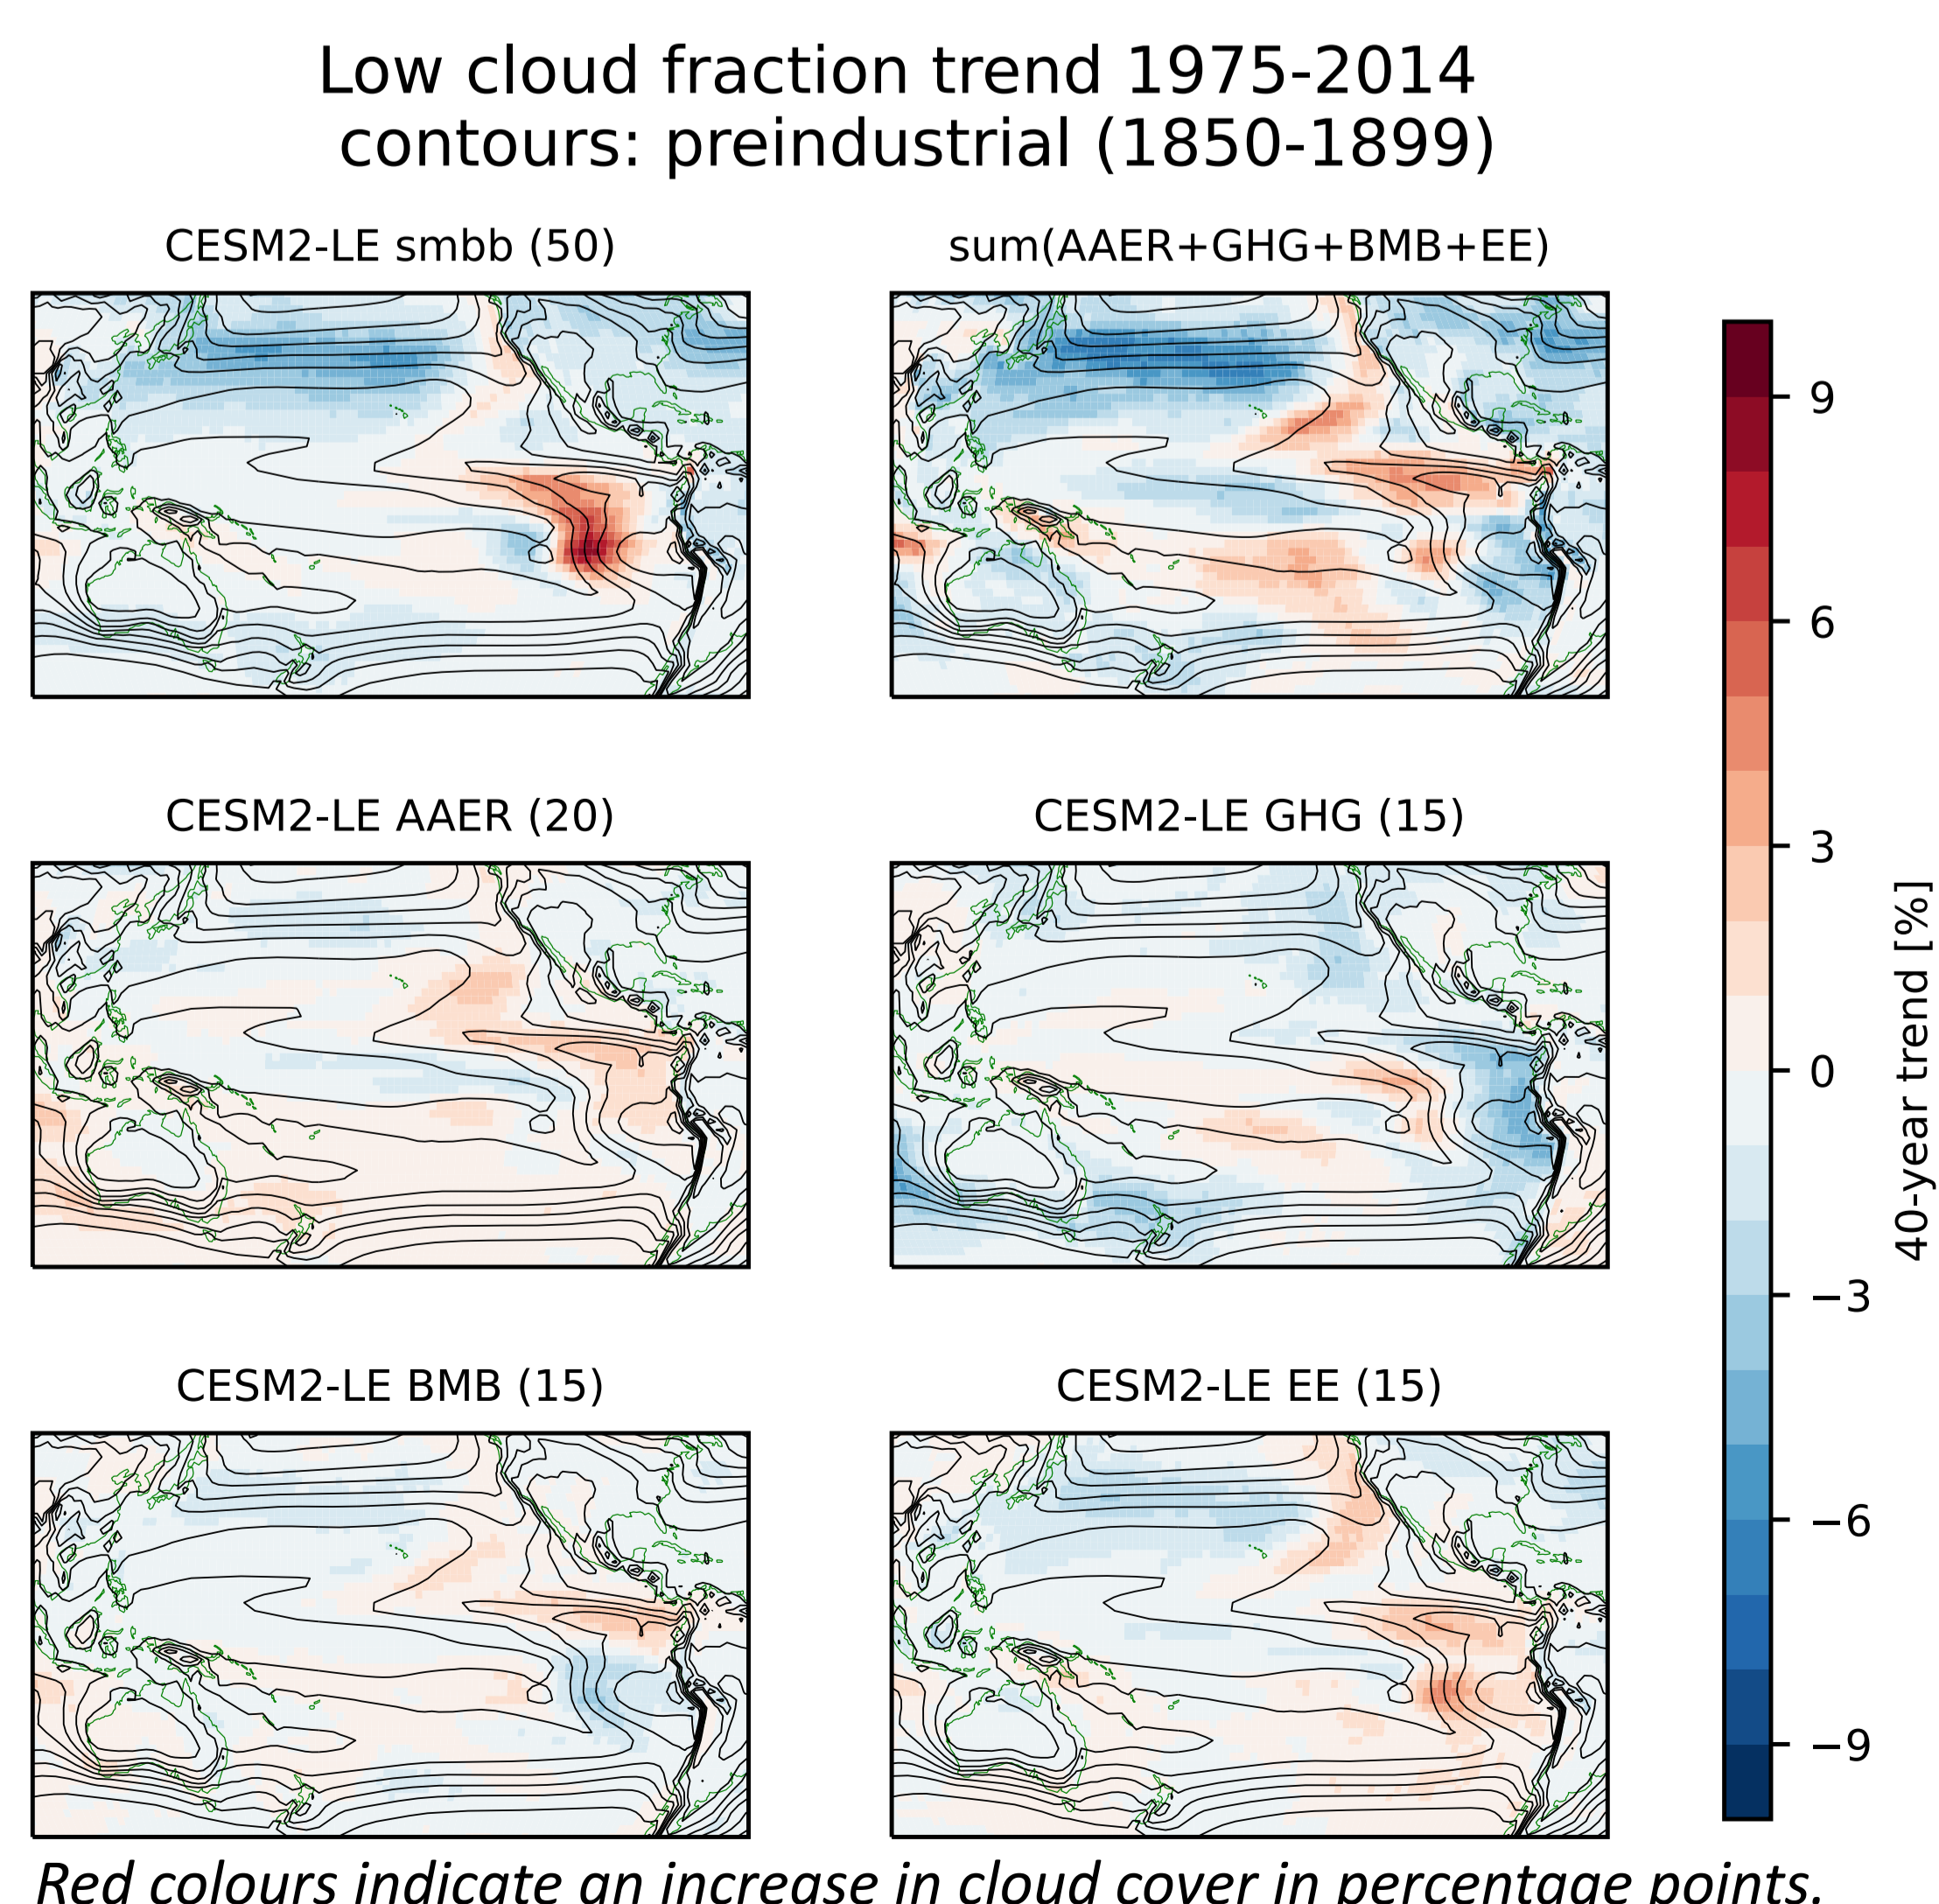 Low cloud fraction trend 1975-2014
contours: preindustrial (1850-1899)
CESM2-LE smbb (50)
sum(AAER+GHG+BMB+EE)
CESM2-LE AAER (20)
CESM2-LE GHG (15)
CESM2-LE BMB (15)
CESM2-LE EE (15)
9
6
3
0
−3
−6
−9
40-year trend [%]
Red colours indicate an increase in cloud cover in percentage points.